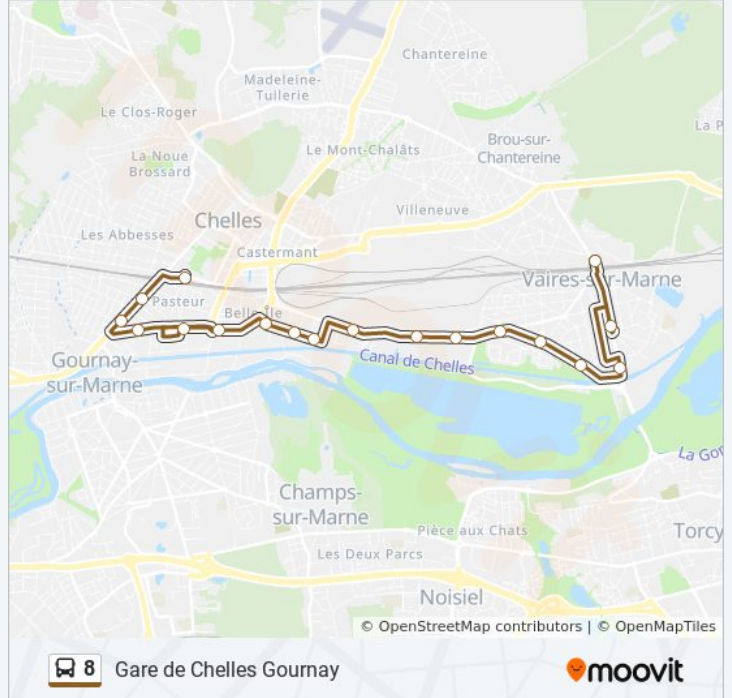 Chantereine
Madeleine-
Tuilerie
Le Clos-Roger
La P
Brou-sur-
Chantereine
Le Mont-Chalâts
La Noue
Brossard
Villeneuve
Chelles
Les Abbesses
Castermant
Vaires-sur-Marne
Pasteur
Gournay-
sur-Marne
Canal de Chelles
La Gor
Champs-
sur-Marne
Pièce aux Chats
Torcy
Les Deux Parcs
Noisiel
© OpenStreetMap contributors | © OpenMapTiles
8 Gare de Chelles Gournay
moovit